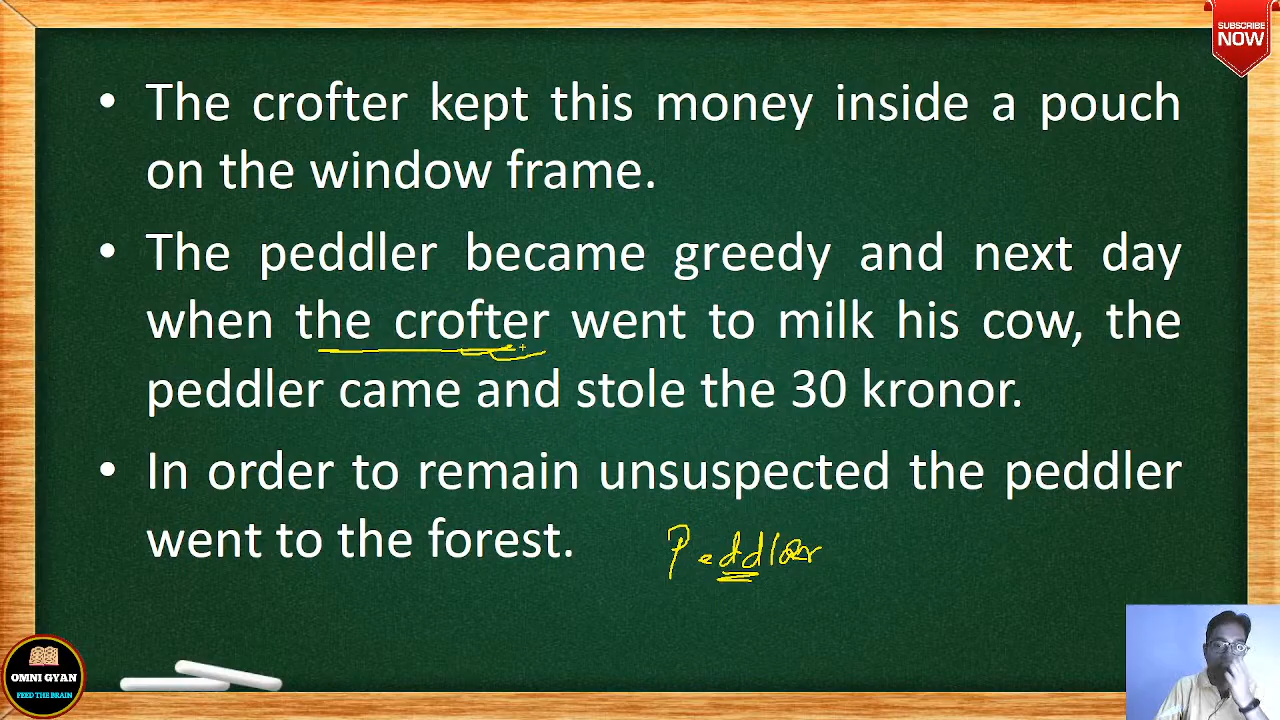 SUBSCRIBE
NOW
• The crofter kept this money inside a pouch
on the window frame.
• The peddler became greedy and next day
when the crofter went to milk his cow, the
peddler came and stole the 30 kronor.
• In order to remain unsuspected the peddler
went to the forest.
Peddler
OMNI GYAN
FEED THE BRAIN